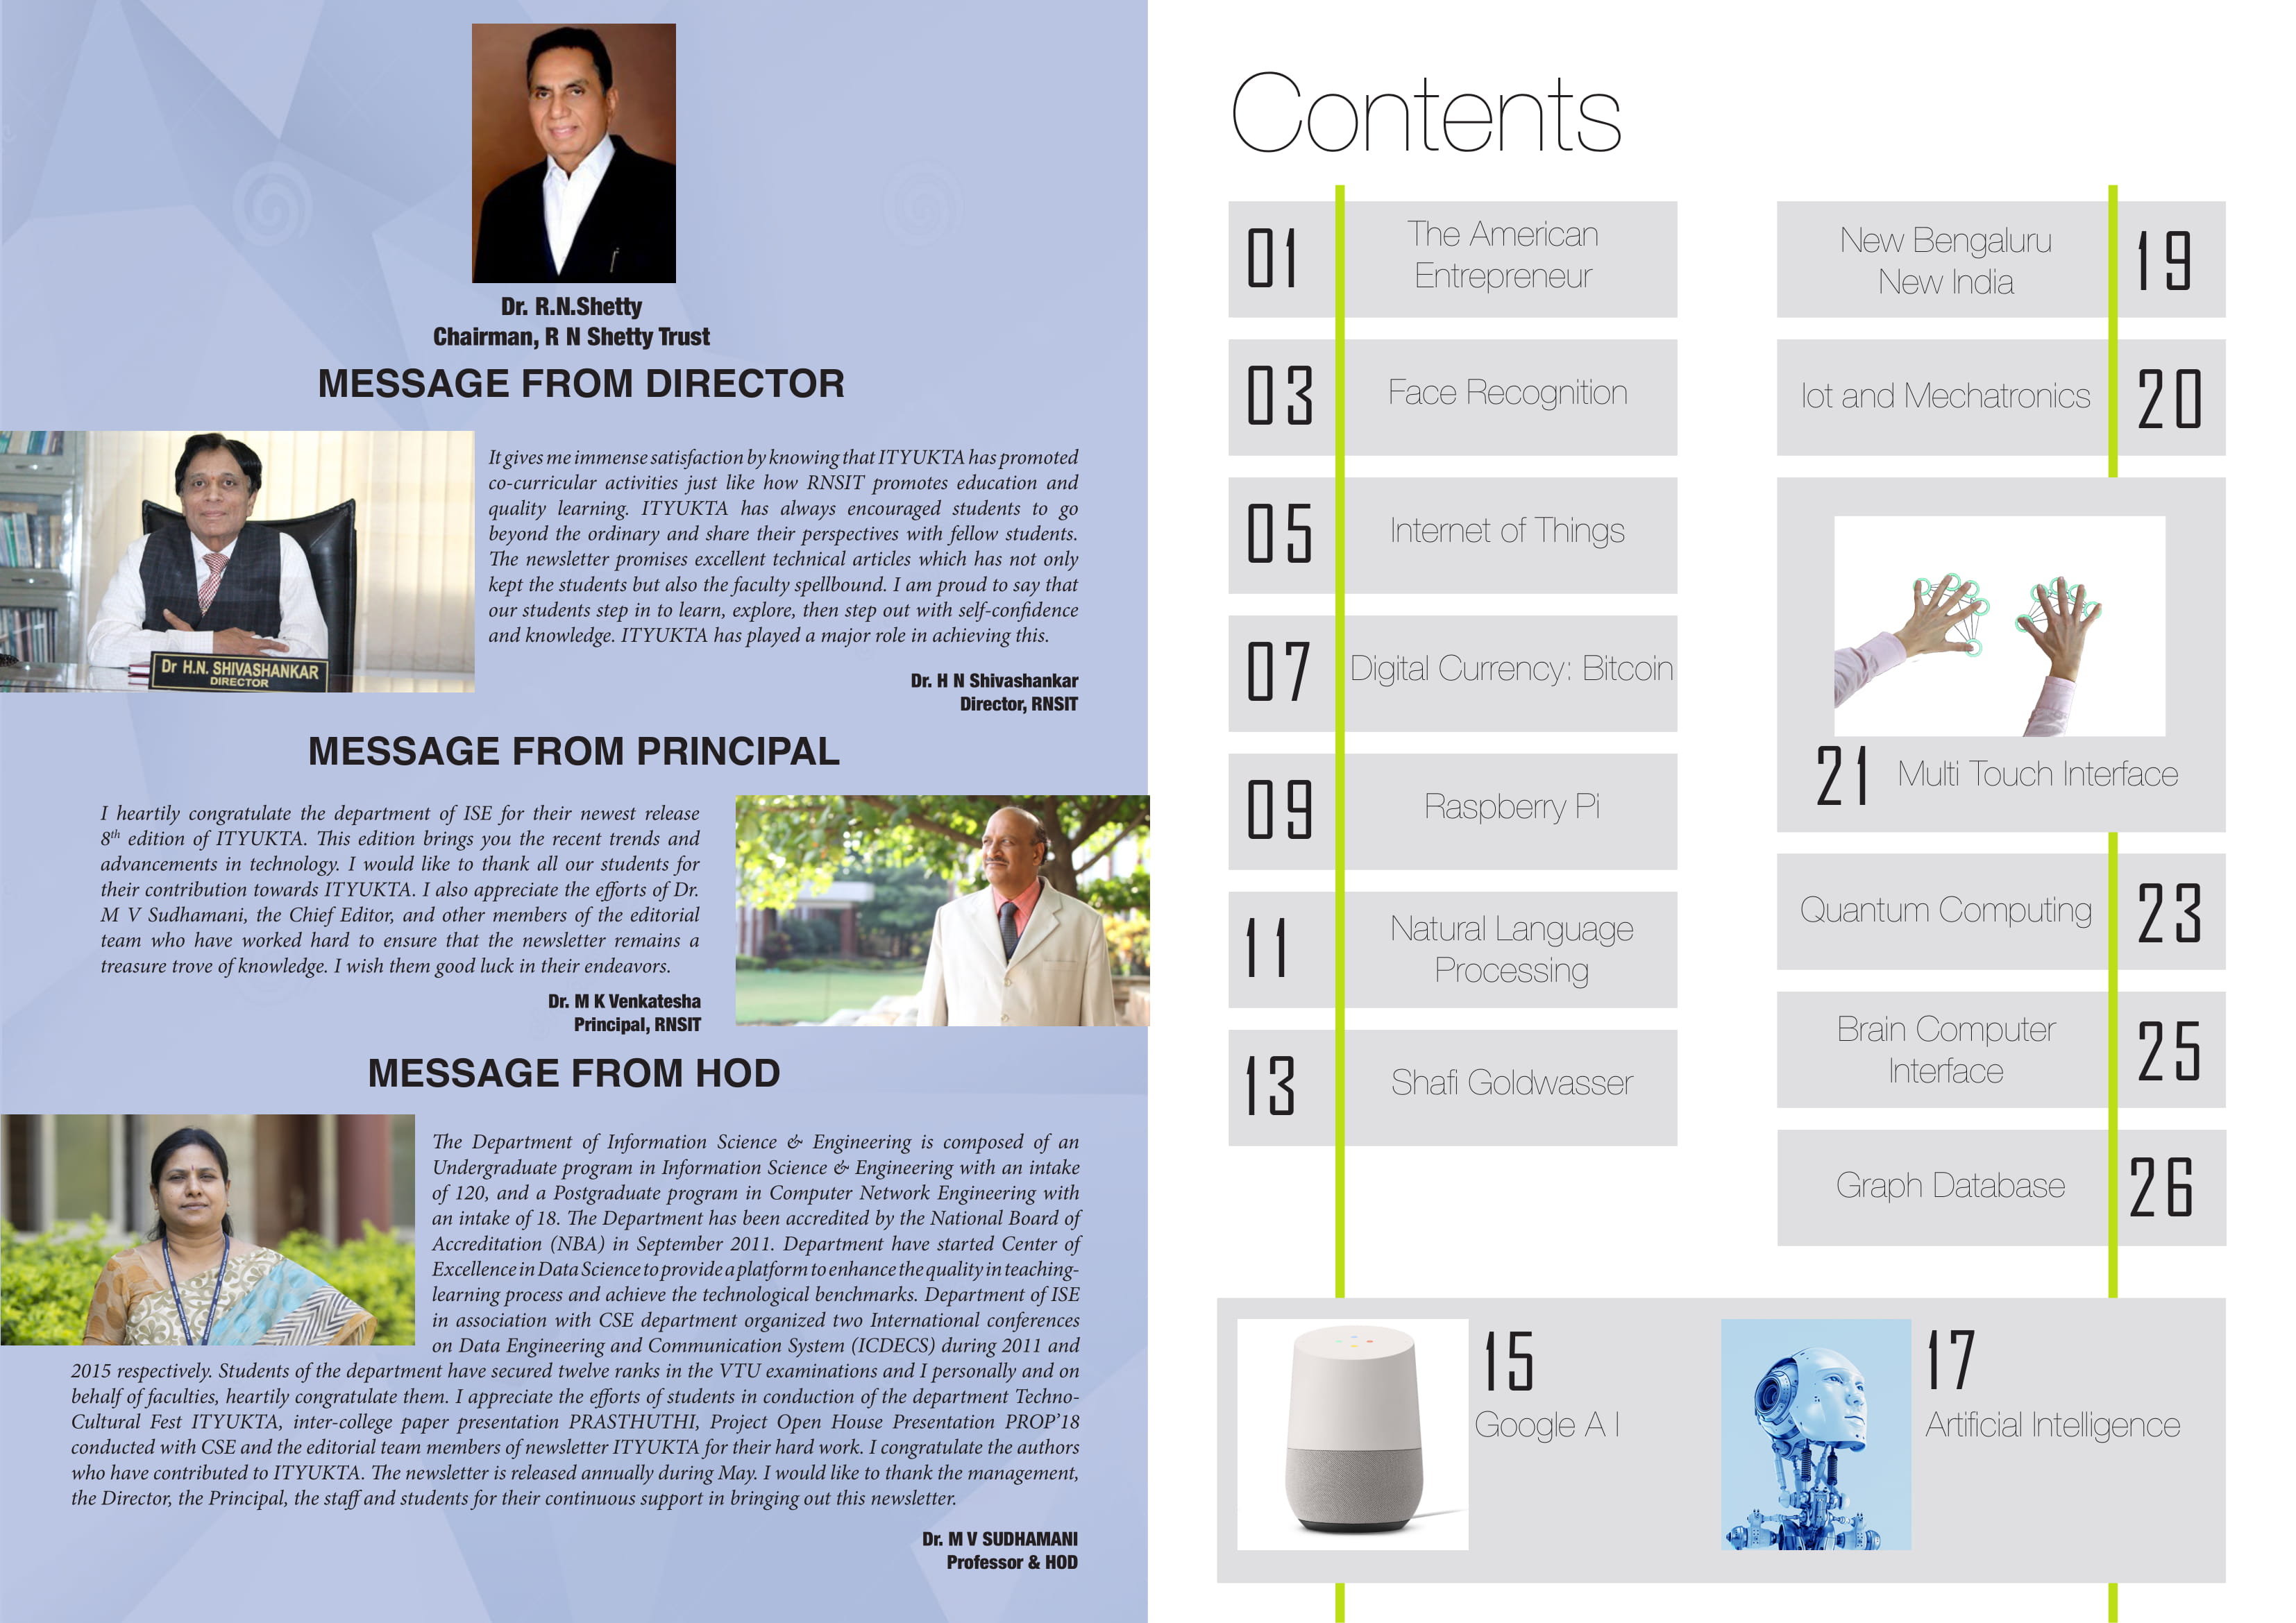 Dr. R.N.Shetty
Chairman, R N Shetty Trust
MESSAGE FROM DIRECTOR
It gives me immense satisfaction by knowing that ITYUKTA has promoted
co-curricular activities just like how RNSIT promotes education and
quality learning. ITYUKTA has always encouraged students to go
beyond the ordinary and share their perspectives with fellow students.
The newsletter promises excellent technical articles which has not only
kept the students but also the faculty spellbound. I am proud to say that
our students step in to learn, explore, then step out with self-confidence
and knowledge. ITYUKTA has played a major role in achieving this.
Dr H.N. SHIVASHANKAR
DIRECTOR
Dr. H N Shivashankar
Director, RNSIT
MESSAGE FROM PRINCIPAL
I heartily congratulate the department of ISE for their newest release
8th edition of ITYUKTA. This edition brings you the recent trends and
advancements in technology. I would like to thank all our students for
their contribution towards ITYUKTA. I also appreciate the efforts of Dr.
M V Sudhamani, the Chief Editor, and other members of the editorial
team who have worked hard to ensure that the newsletter remains a
treasure trove of knowledge. I wish them good luck in their endeavors.
Dr. M K Venkatesha
Principal, RNSIT
MESSAGE FROM HOD
The Department of Information Science & Engineering is composed of an
Undergraduate program in Information Science & Engineering with an intake
of 120, and a Postgraduate program in Computer Network Engineering with
an intake of 18. The Department has been accredited by the National Board of
Accreditation (NBA) in September 2011. Department have started Center of
Excellence in Data Science to provide a platform to enhance the quality in teaching-
learning process and achieve the technological benchmarks. Department of ISE
in association with CSE department organized two International conferences
on Data Engineering and Communication System (ICDECS) during 2011 and
2015 respectively. Students of the department have secured twelve ranks in the VTU examinations and I personally and on
behalf of faculties, heartily congratulate them. I appreciate the efforts of students in conduction of the department Techno-
Cultural Fest ITYUKTA, inter-college paper presentation PRASTHUTHI, Project Open House Presentation PROP’18
conducted with CSE and the editorial team members of newsletter ITYUKTA for their hard work. I congratulate the authors
who have contributed to ITYUKTA. The newsletter is released annually during May. I would like to thank the management,
the Director, the Principal, the staff and students for their continuous support in bringing out this newsletter.
Dr. M V SUDHAMANI
Professor & HOD
Contents
01 The American
Entrepreneur
03 Face Recognition
05 Internet of Things
07 Digital Currency: Bitcoin
09 Raspberry Pi
11 Natural Language
Processing
13 Shafi Goldwasser
15
Google A I
17
Artificial Intelligence
New Bengaluru
New India 19
Iot and Mechatronics 20
21 Multi Touch Interface
Quantum Computing 23
Brain Computer
Interface 25
Graph Database 26